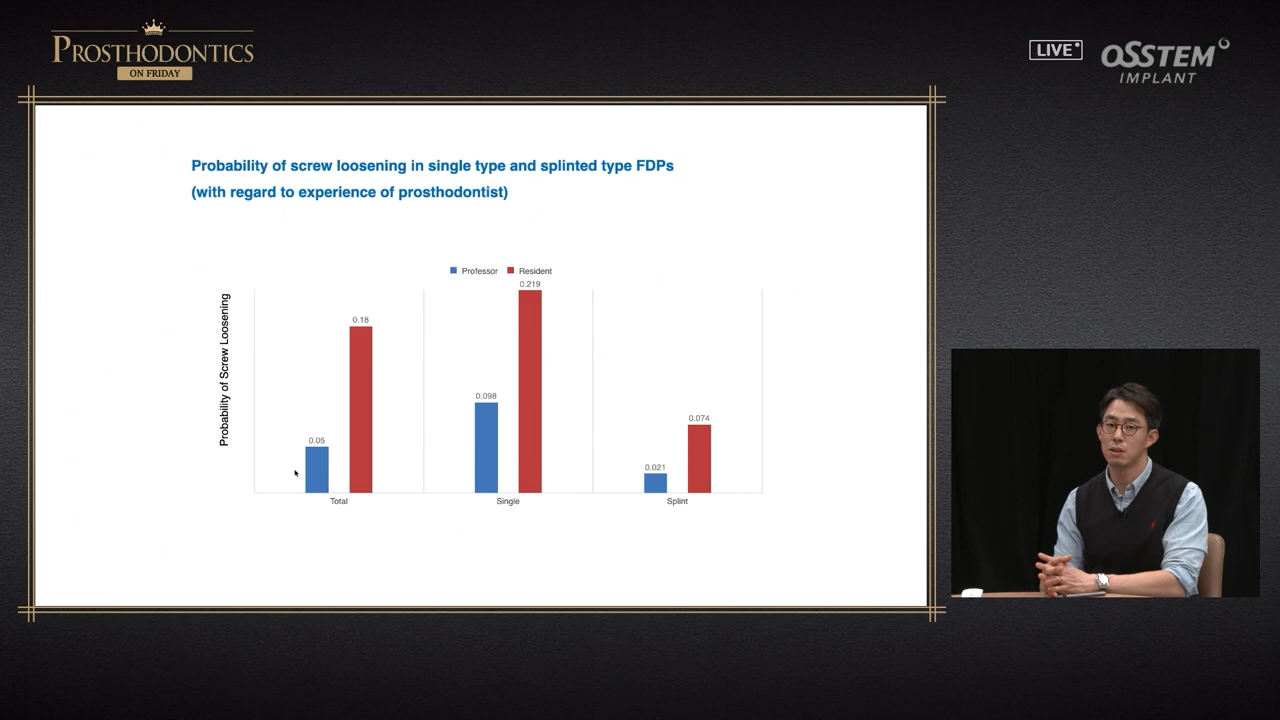 PROSTHODONTICS
ON FRIDAY
LIVE
OSSTEM
IMPLANT
Probability of screw loosening in single type and splinted type FDPs
(with regard to experience of prosthodontist)
Professor Resident
Probability of Screw Loosening
0.05
0.18
0.098
0.219
0.021
0.074
Total
Single
Splint